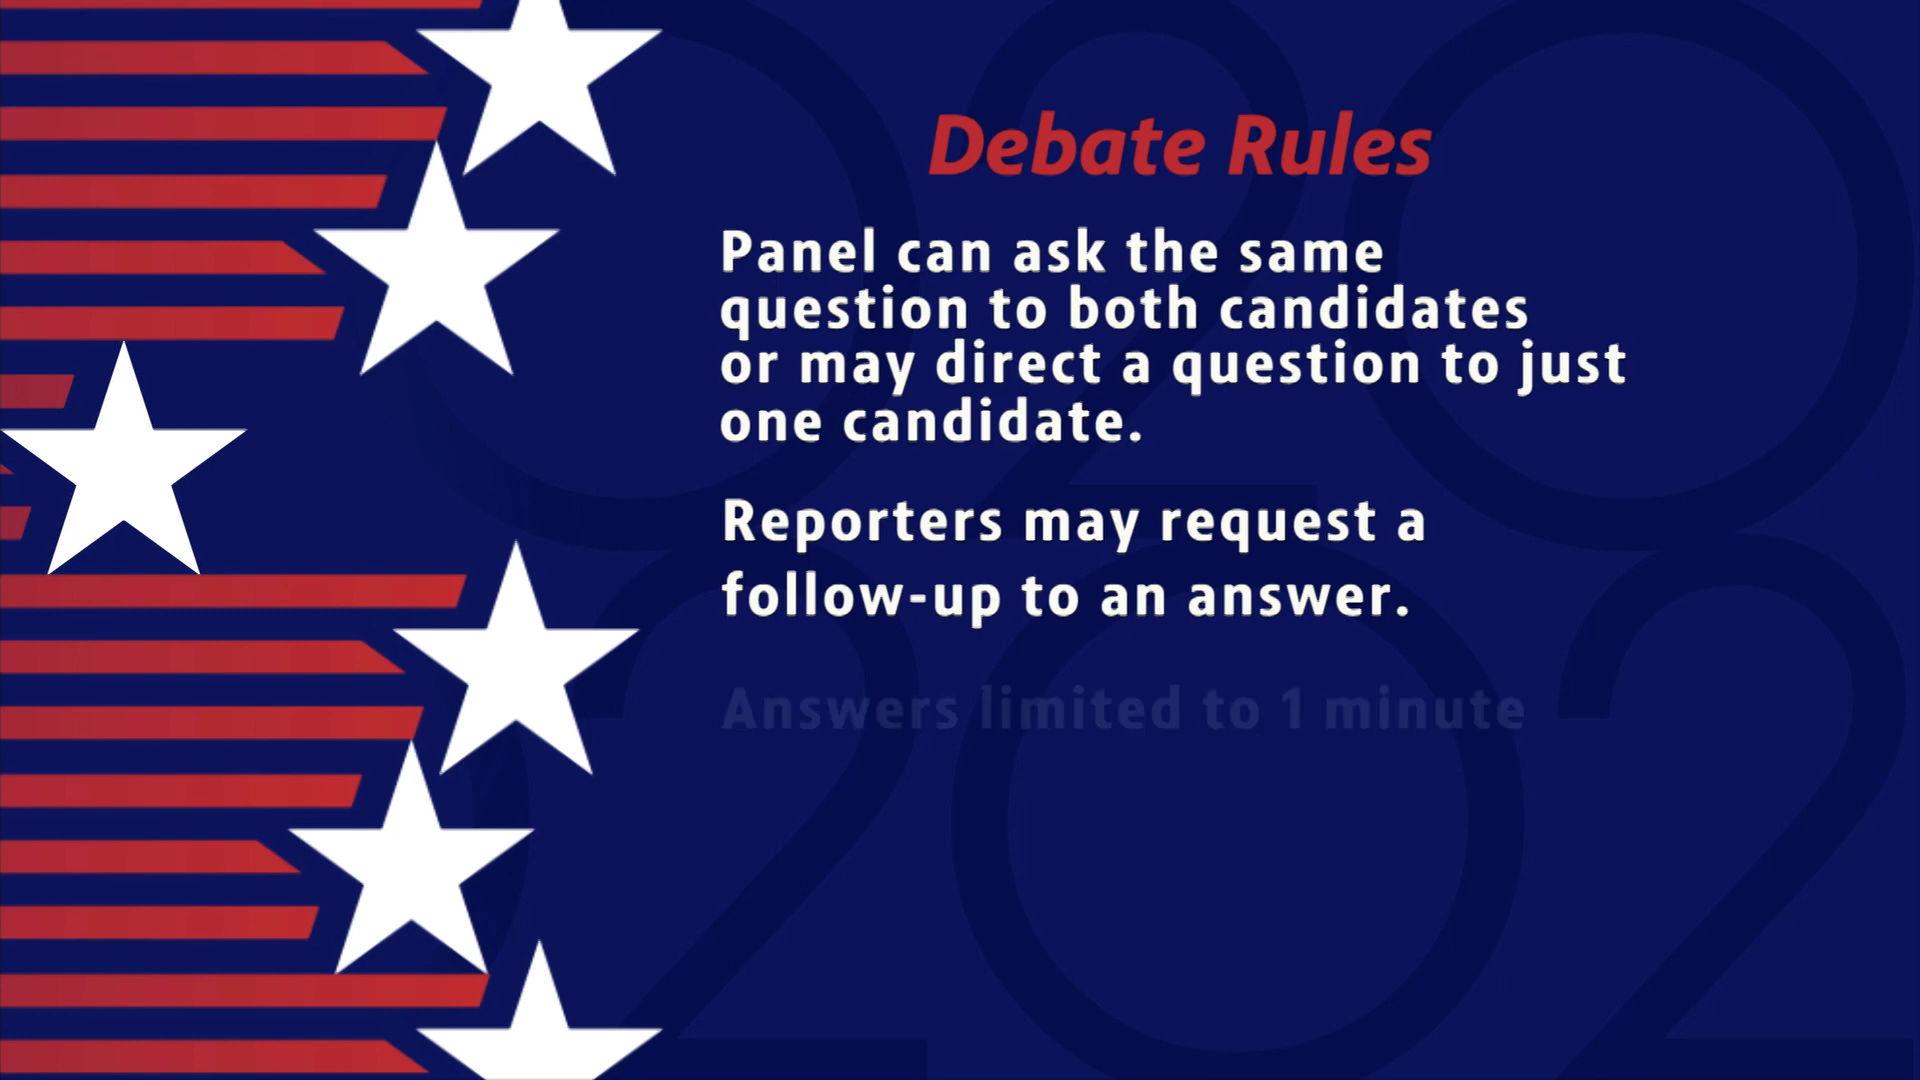 Debate Rules
Panel can ask the same
question to both candidates
or may direct a question to just
one candidate.
Reporters may request a
follow-up to an answer.
Answers limited to 1 minute